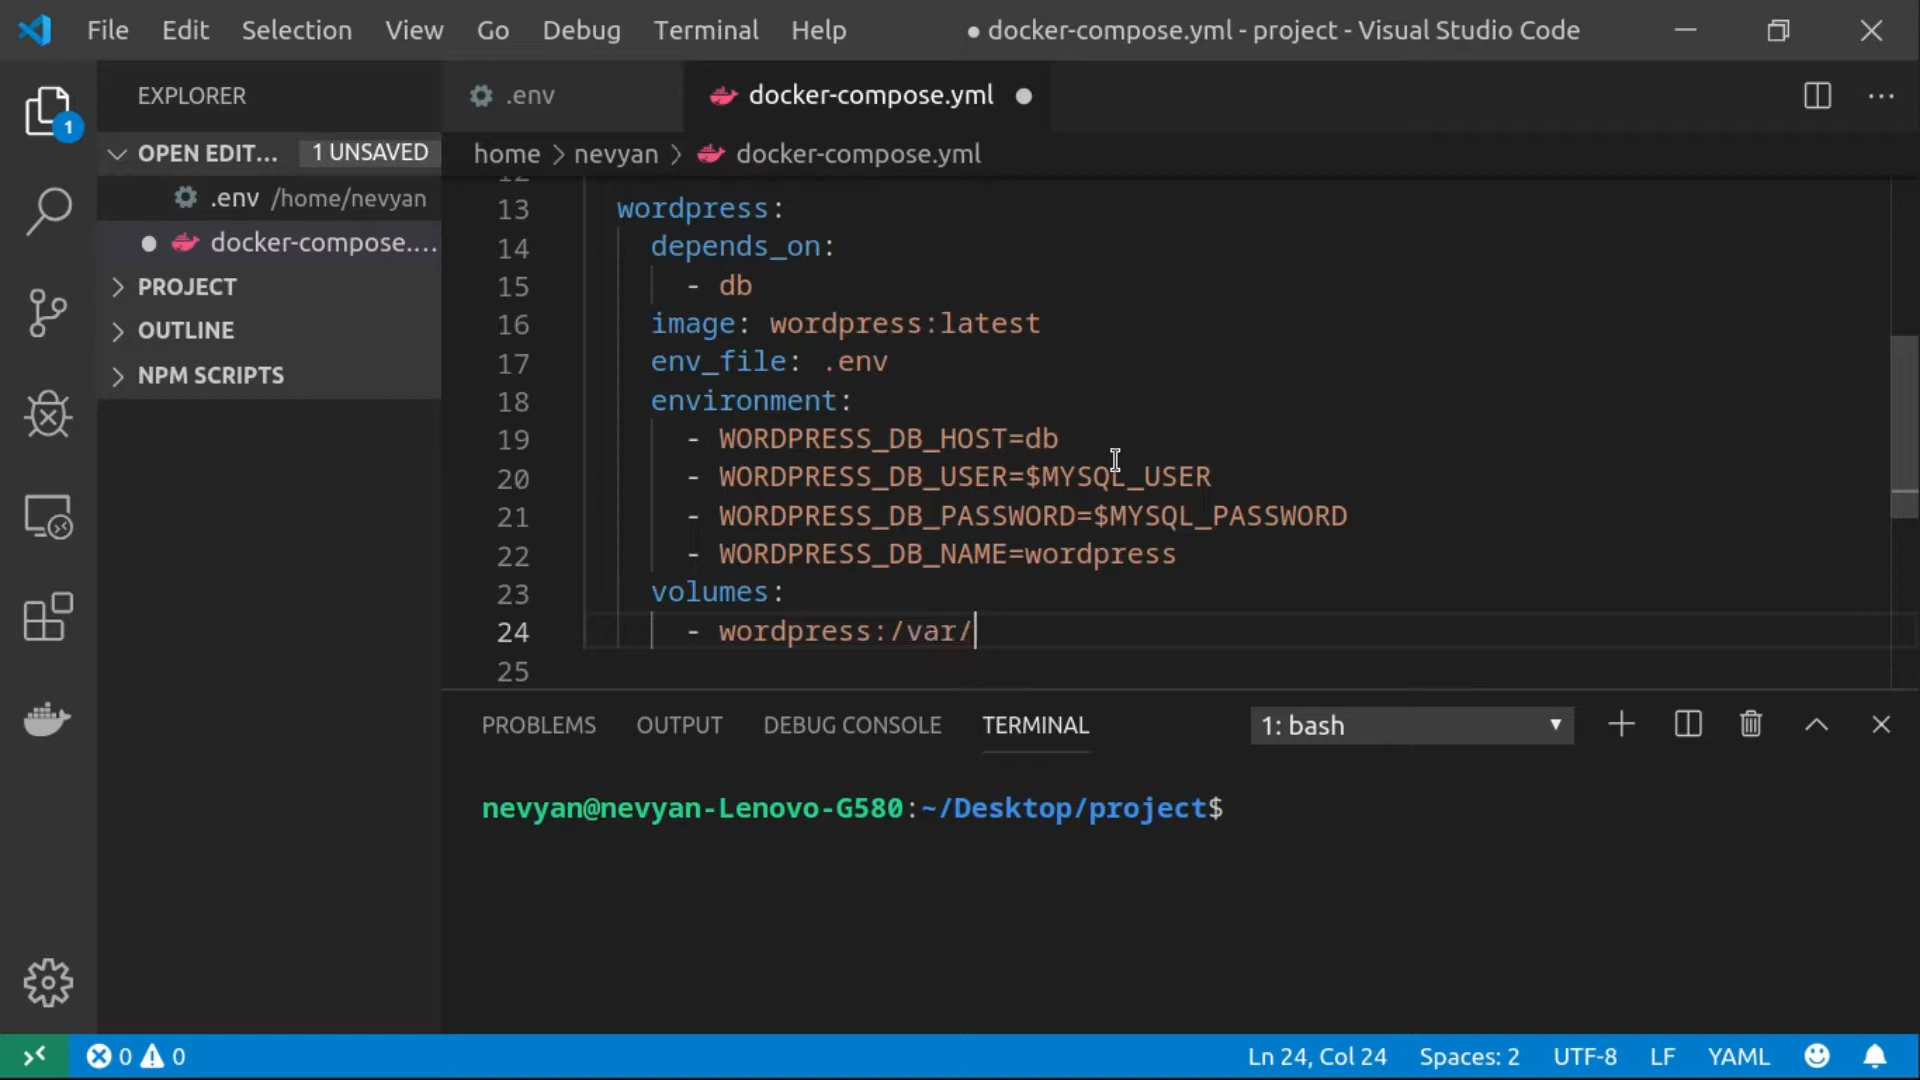 File Edit Selection View Go Debug Terminal Help ● docker-compose.yml - project - Visual Studio Code
EXPLORER
OPEN EDIT... 1 UNSAVED
.env /home/nevyan
docker-compose....
PROJECT
OUTLINE
NPM SCRIPTS
1
.env docker-compose.yml
home > nevyan > docker-compose.yml
12
13 wordpress:
14 depends_on:
15 - db
16 image: wordpress:latest
17 env_file: .env
18 environment:
19 - WORDPRESS_DB_HOST=db
20 - WORDPRESS_DB_USER=$MYSQL_USER
21 - WORDPRESS_DB_PASSWORD=$MYSQL_PASSWORD
22 - WORDPRESS_DB_NAME=wordpress
23 volumes:
24 - wordpress:/var/
25
PROBLEMS OUTPUT DEBUG CONSOLE TERMINAL 1: bash
nevyan@nevyan-Lenovo-G580:~/Desktop/project$
0 0 Ln 24, Col 24 Spaces: 2 UTF-8 LF YAML